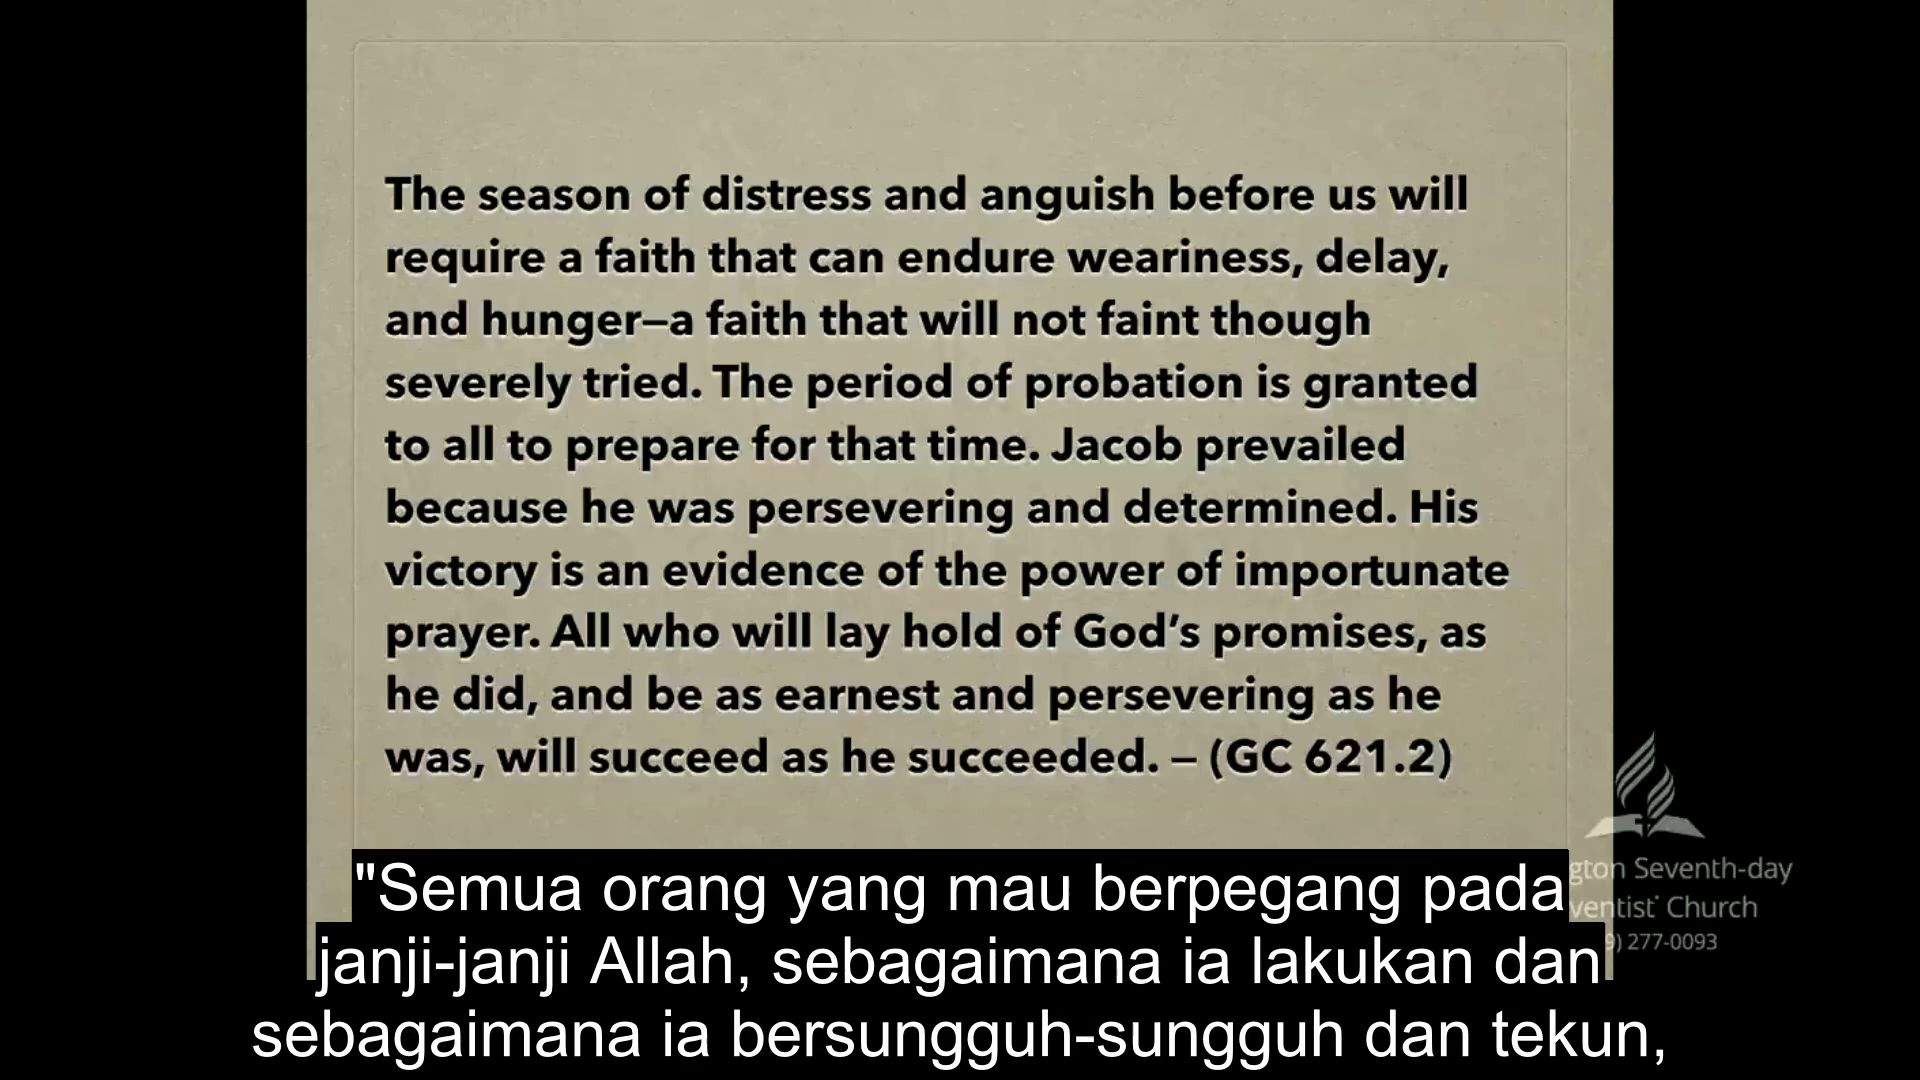 The season of distress and anguish before us will
require a faith that can endure weariness, delay,
and hunger—a faith that will not faint though
severely tried. The period of probation is granted
to all to prepare for that time. Jacob prevailed
because he was persevering and determined. His
victory is an evidence of the power of importunate
prayer. All who will lay hold of God’s promises, as
he did, and be as earnest and persevering as he
was, will succeed as he succeeded. — (GC 621.2)
Seventh-day
Church
277-0093
"Semua orang yang mau berpegang pada
janji-janji Allah, sebagaimana ia lakukan dan
sebagaimana ia bersungguh-sungguh dan tekun,